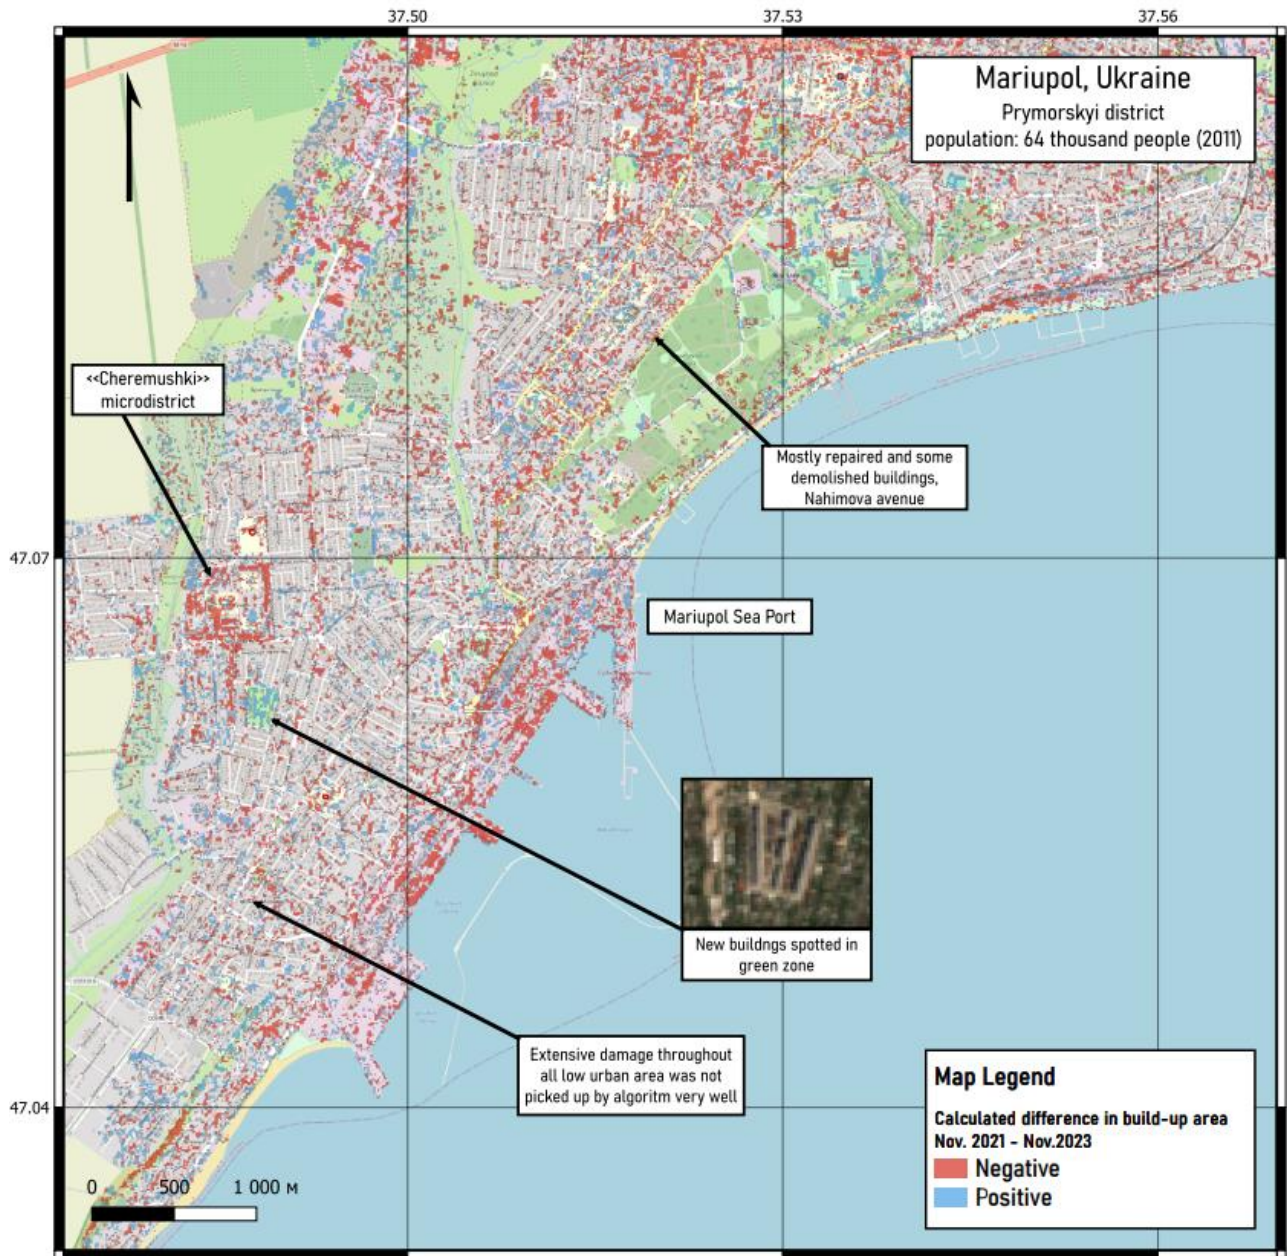 37.50
37.53
37.56
Mariupol, Ukraine
Prymorskyi district
population: 64 thousand people (2011)
<<Cheremushki>>
microdistrict
Mostly repaired and some
demolished buildings,
Nahimova avenue
47.07
Mariupol Sea Port
New buildngs spotted in
green zone
Extensive damage throughout
all low urban area was not
picked up by algoritm very well
47.04
Map Legend
Calculated difference in build-up area
Nov. 2021 - Nov.2023
Negative
Positive
0 500 1 000 м